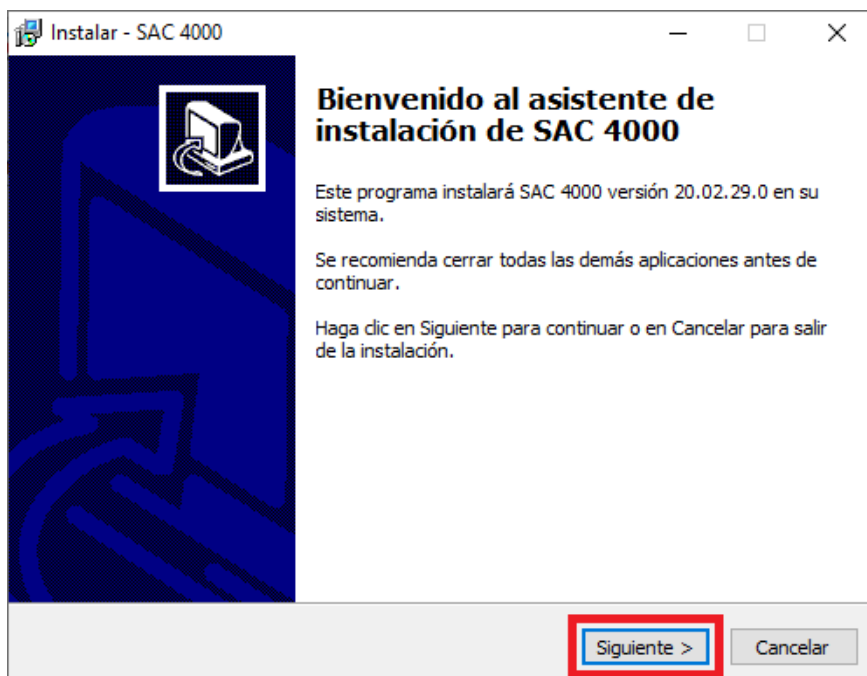 Instalar - SAC 4000
Bienvenido al asistente de
instalación de SAC 4000
Este programa instalará SAC 4000 versión 20.02.29.0 en su
sistema.
Se recomienda cerrar todas las demás aplicaciones antes de
continuar.
Haga clic en Siguiente para continuar o en Cancelar para salir
de la instalación.
Siguiente >
Cancelar